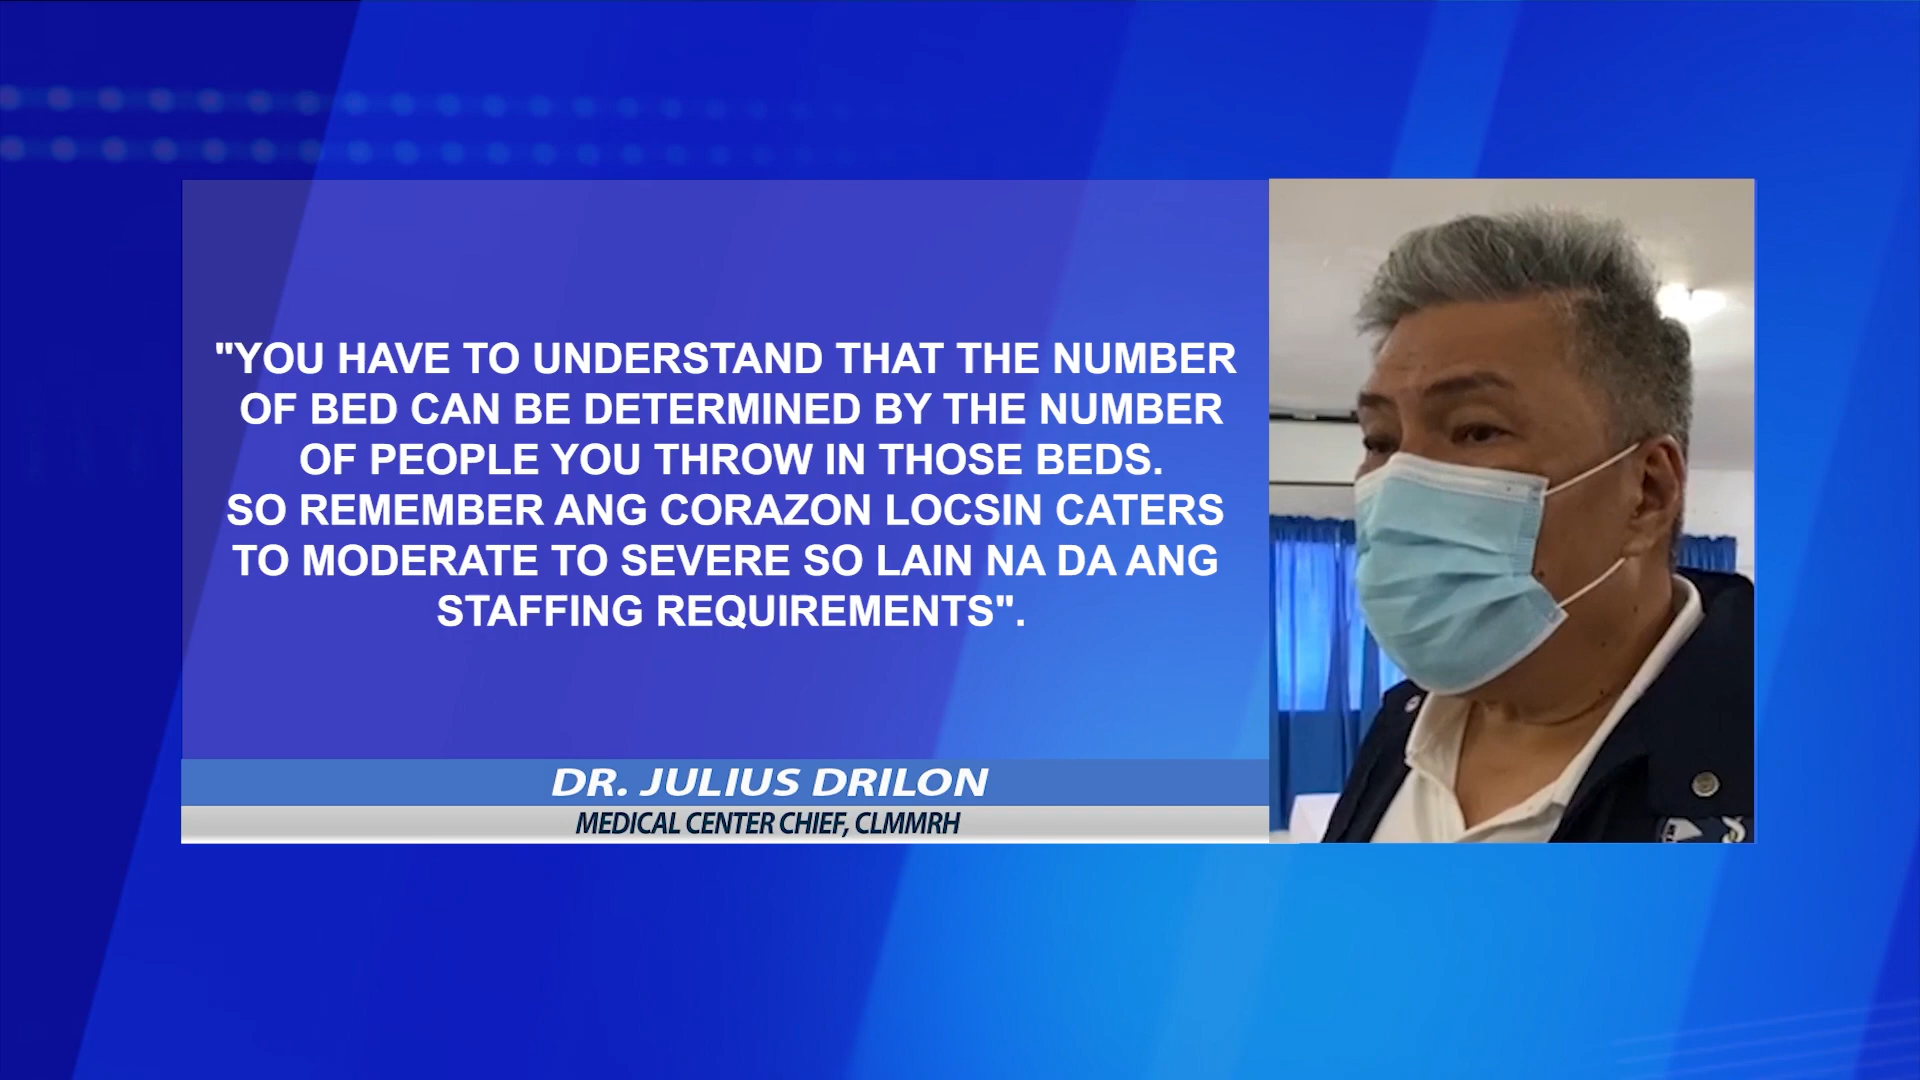 "YOU HAVE TO UNDERSTAND THAT THE NUMBER
OF BED CAN BE DETERMINED BY THE NUMBER
OF PEOPLE YOU THROW IN THOSE BEDS.
SO REMEMBER ANG CORAZON LOCSIN CATERS
TO MODERATE TO SEVERE SO LAIN NA DA ANG
STAFFING REQUIREMENTS".
DR. JULIUS DRILON
MEDICAL CENTER CHIEF, CLMMRH